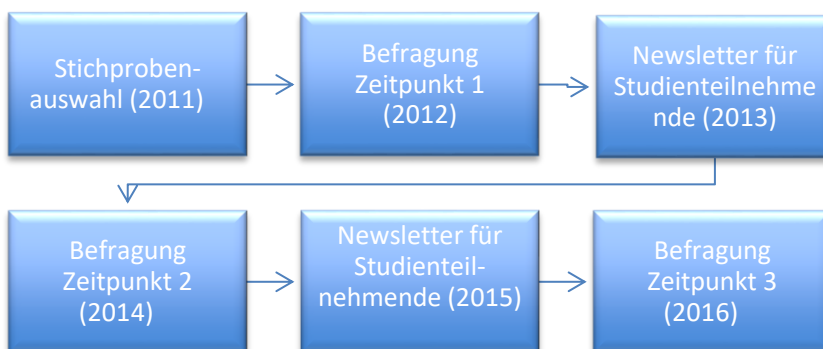 Stichproben-
auswahl (2011)
Befragung
Zeitpunkt 1
(2012)
Newsletter für
Studienteilnehme
nde (2013)
Befragung
Zeitpunkt 2
(2014)
Newsletter für
Studienteil-
nehmende (2015)
Befragung
Zeitpunkt 3
(2016)